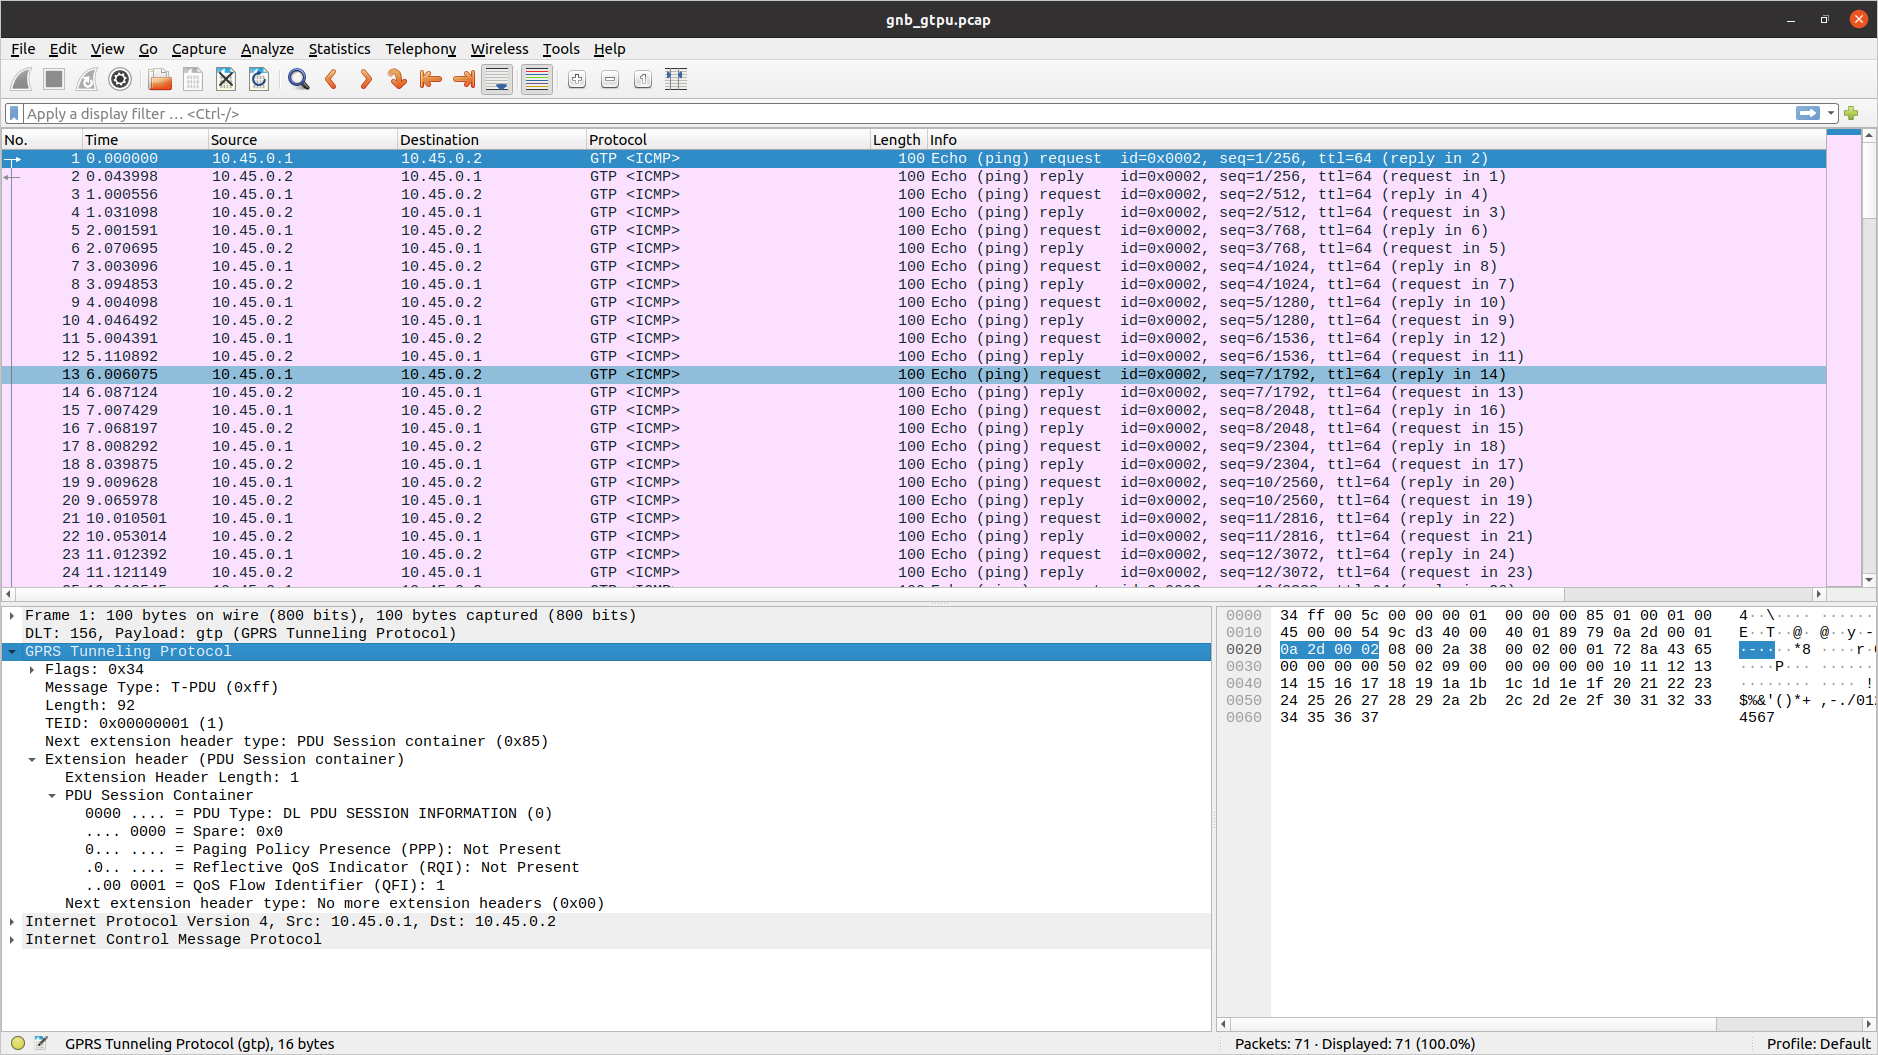 gnb_gtpu.pcap
File Edit View Go Capture Analyze Statistics Telephony Wireless Tools Help
Apply a display filter … <Ctrl-/>
No. Time Source Destination Protocol Length Info
1 0.000000 10.45.0.1 10.45.0.2 GTP <ICMP> 100 Echo (ping) request id=0x0002, seq=1/256, ttl=64 (reply in 2)
2 0.043998 10.45.0.2 10.45.0.1 GTP <ICMP> 100 Echo (ping) reply id=0x0002, seq=1/256, ttl=64 (request in 1)
3 1.000556 10.45.0.1 10.45.0.2 GTP <ICMP> 100 Echo (ping) request id=0x0002, seq=2/512, ttl=64 (reply in 4)
4 1.031098 10.45.0.2 10.45.0.1 GTP <ICMP> 100 Echo (ping) reply id=0x0002, seq=2/512, ttl=64 (request in 3)
5 2.001591 10.45.0.1 10.45.0.2 GTP <ICMP> 100 Echo (ping) request id=0x0002, seq=3/768, ttl=64 (reply in 6)
6 2.070695 10.45.0.2 10.45.0.1 GTP <ICMP> 100 Echo (ping) reply id=0x0002, seq=3/768, ttl=64 (request in 5)
7 3.003096 10.45.0.1 10.45.0.2 GTP <ICMP> 100 Echo (ping) request id=0x0002, seq=4/1024, ttl=64 (reply in 8)
8 3.094853 10.45.0.2 10.45.0.1 GTP <ICMP> 100 Echo (ping) reply id=0x0002, seq=4/1024, ttl=64 (request in 7)
9 4.004098 10.45.0.1 10.45.0.2 GTP <ICMP> 100 Echo (ping) request id=0x0002, seq=5/1280, ttl=64 (reply in 10)
10 4.046492 10.45.0.2 10.45.0.1 GTP <ICMP> 100 Echo (ping) reply id=0x0002, seq=5/1280, ttl=64 (request in 9)
11 5.004391 10.45.0.1 10.45.0.2 GTP <ICMP> 100 Echo (ping) request id=0x0002, seq=6/1536, ttl=64 (reply in 12)
12 5.110892 10.45.0.2 10.45.0.1 GTP <ICMP> 100 Echo (ping) reply id=0x0002, seq=6/1536, ttl=64 (request in 11)
13 6.006075 10.45.0.1 10.45.0.2 GTP <ICMP> 100 Echo (ping) request id=0x0002, seq=7/1792, ttl=64 (reply in 14)
14 6.087124 10.45.0.2 10.45.0.1 GTP <ICMP> 100 Echo (ping) reply id=0x0002, seq=7/1792, ttl=64 (request in 13)
15 7.007429 10.45.0.1 10.45.0.2 GTP <ICMP> 100 Echo (ping) request id=0x0002, seq=8/2048, ttl=64 (reply in 16)
16 7.068197 10.45.0.2 10.45.0.1 GTP <ICMP> 100 Echo (ping) reply id=0x0002, seq=8/2048, ttl=64 (request in 15)
17 8.008292 10.45.0.1 10.45.0.2 GTP <ICMP> 100 Echo (ping) request id=0x0002, seq=9/2304, ttl=64 (reply in 18)
18 8.039875 10.45.0.2 10.45.0.1 GTP <ICMP> 100 Echo (ping) reply id=0x0002, seq=9/2304, ttl=64 (request in 17)
19 9.009628 10.45.0.1 10.45.0.2 GTP <ICMP> 100 Echo (ping) request id=0x0002, seq=10/2560, ttl=64 (reply in 20)
20 9.065978 10.45.0.2 10.45.0.1 GTP <ICMP> 100 Echo (ping) reply id=0x0002, seq=10/2560, ttl=64 (request in 19)
21 10.010501 10.45.0.1 10.45.0.2 GTP <ICMP> 100 Echo (ping) request id=0x0002, seq=11/2816, ttl=64 (reply in 22)
22 10.053014 10.45.0.2 10.45.0.1 GTP <ICMP> 100 Echo (ping) reply id=0x0002, seq=11/2816, ttl=64 (request in 21)
23 11.012392 10.45.0.1 10.45.0.2 GTP <ICMP> 100 Echo (ping) request id=0x0002, seq=12/3072, ttl=64 (reply in 24)
24 11.121149 10.45.0.2 10.45.0.1 GTP <ICMP> 100 Echo (ping) reply id=0x0002, seq=12/3072, ttl=64 (request in 23)
Frame 1: 100 bytes on wire (800 bits), 100 bytes captured (800 bits)
DLT: 156, Payload: gtp (GPRS Tunneling Protocol)
GPRS Tunneling Protocol
Flags: 0x34
Message Type: T-PDU (0xff)
Length: 92
TEID: 0x00000001 (1)
Next extension header type: PDU Session container (0x85)
Extension header (PDU Session container)
Extension Header Length: 1
PDU Session Container
0000 .... = PDU Type: DL PDU SESSION INFORMATION (0)
.... 0000 = Spare: 0x0
0... .... = Paging Policy Presence (PPP): Not Present
.0.. .... = Reflective QoS Indicator (RQI): Not Present
..00 0001 = QoS Flow Identifier (QFI): 1
Next extension header type: No more extension headers (0x00)
Internet Protocol Version 4, Src: 10.45.0.1, Dst: 10.45.0.2
Internet Control Message Protocol
0000 34 ff 00 5c 00 00 00 01 00 00 00 85 01 00 01 00 4··\···· ·······
0010 45 00 00 54 9c d3 40 00 40 01 89 79 0a 2d 00 01 E··T··@· @··y·-
0020 0a 2d 00 02 08 00 2a 38 00 02 00 01 72 8a 43 65 ·-····*8 ····r·
0030 00 00 00 00 50 02 09 00 00 00 00 00 10 11 12 13 ····P··· ·······
0040 14 15 16 17 18 19 1a 1b 1c 1d 1e 1f 20 21 22 23 ········ ···· !
0050 24 25 26 27 28 29 2a 2b 2c 2d 2e 2f 30 31 32 33 $%&'()*+ ,-./012
0060 34 35 36 37 4567
GPRS Tunneling Protocol (gtp), 16 bytes
Packets: 71 · Displayed: 71 (100.0%)
Profile: Default